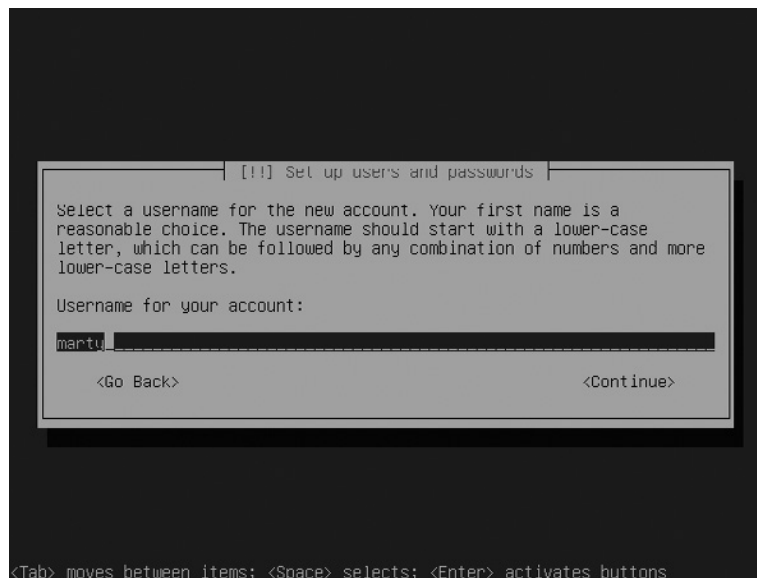 [!!] Set up users and passwords
Select a username for the new account. Your first name is a
reasonable choice. The username should start with a lower-case
letter, which can be followed by any combination of numbers and more
lower-case letters.
Username for your account:
marty
<Go Back> <Continue>
<Tab> moves between items; <Space> selects; <Enter> activates buttons